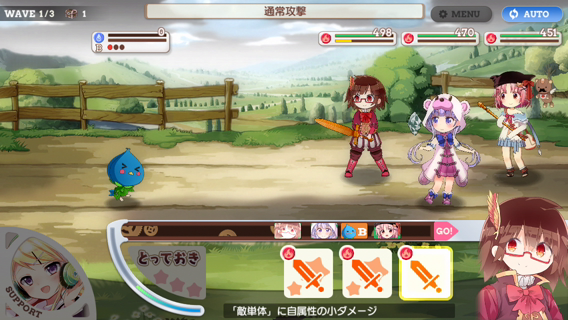 WAVE 1/3
1
通常攻撃
MENU
AUTO
0
B
498
470
451
B
GO!
とっておき
SUPPORT
「敵単体」に自属性の小ダメージ